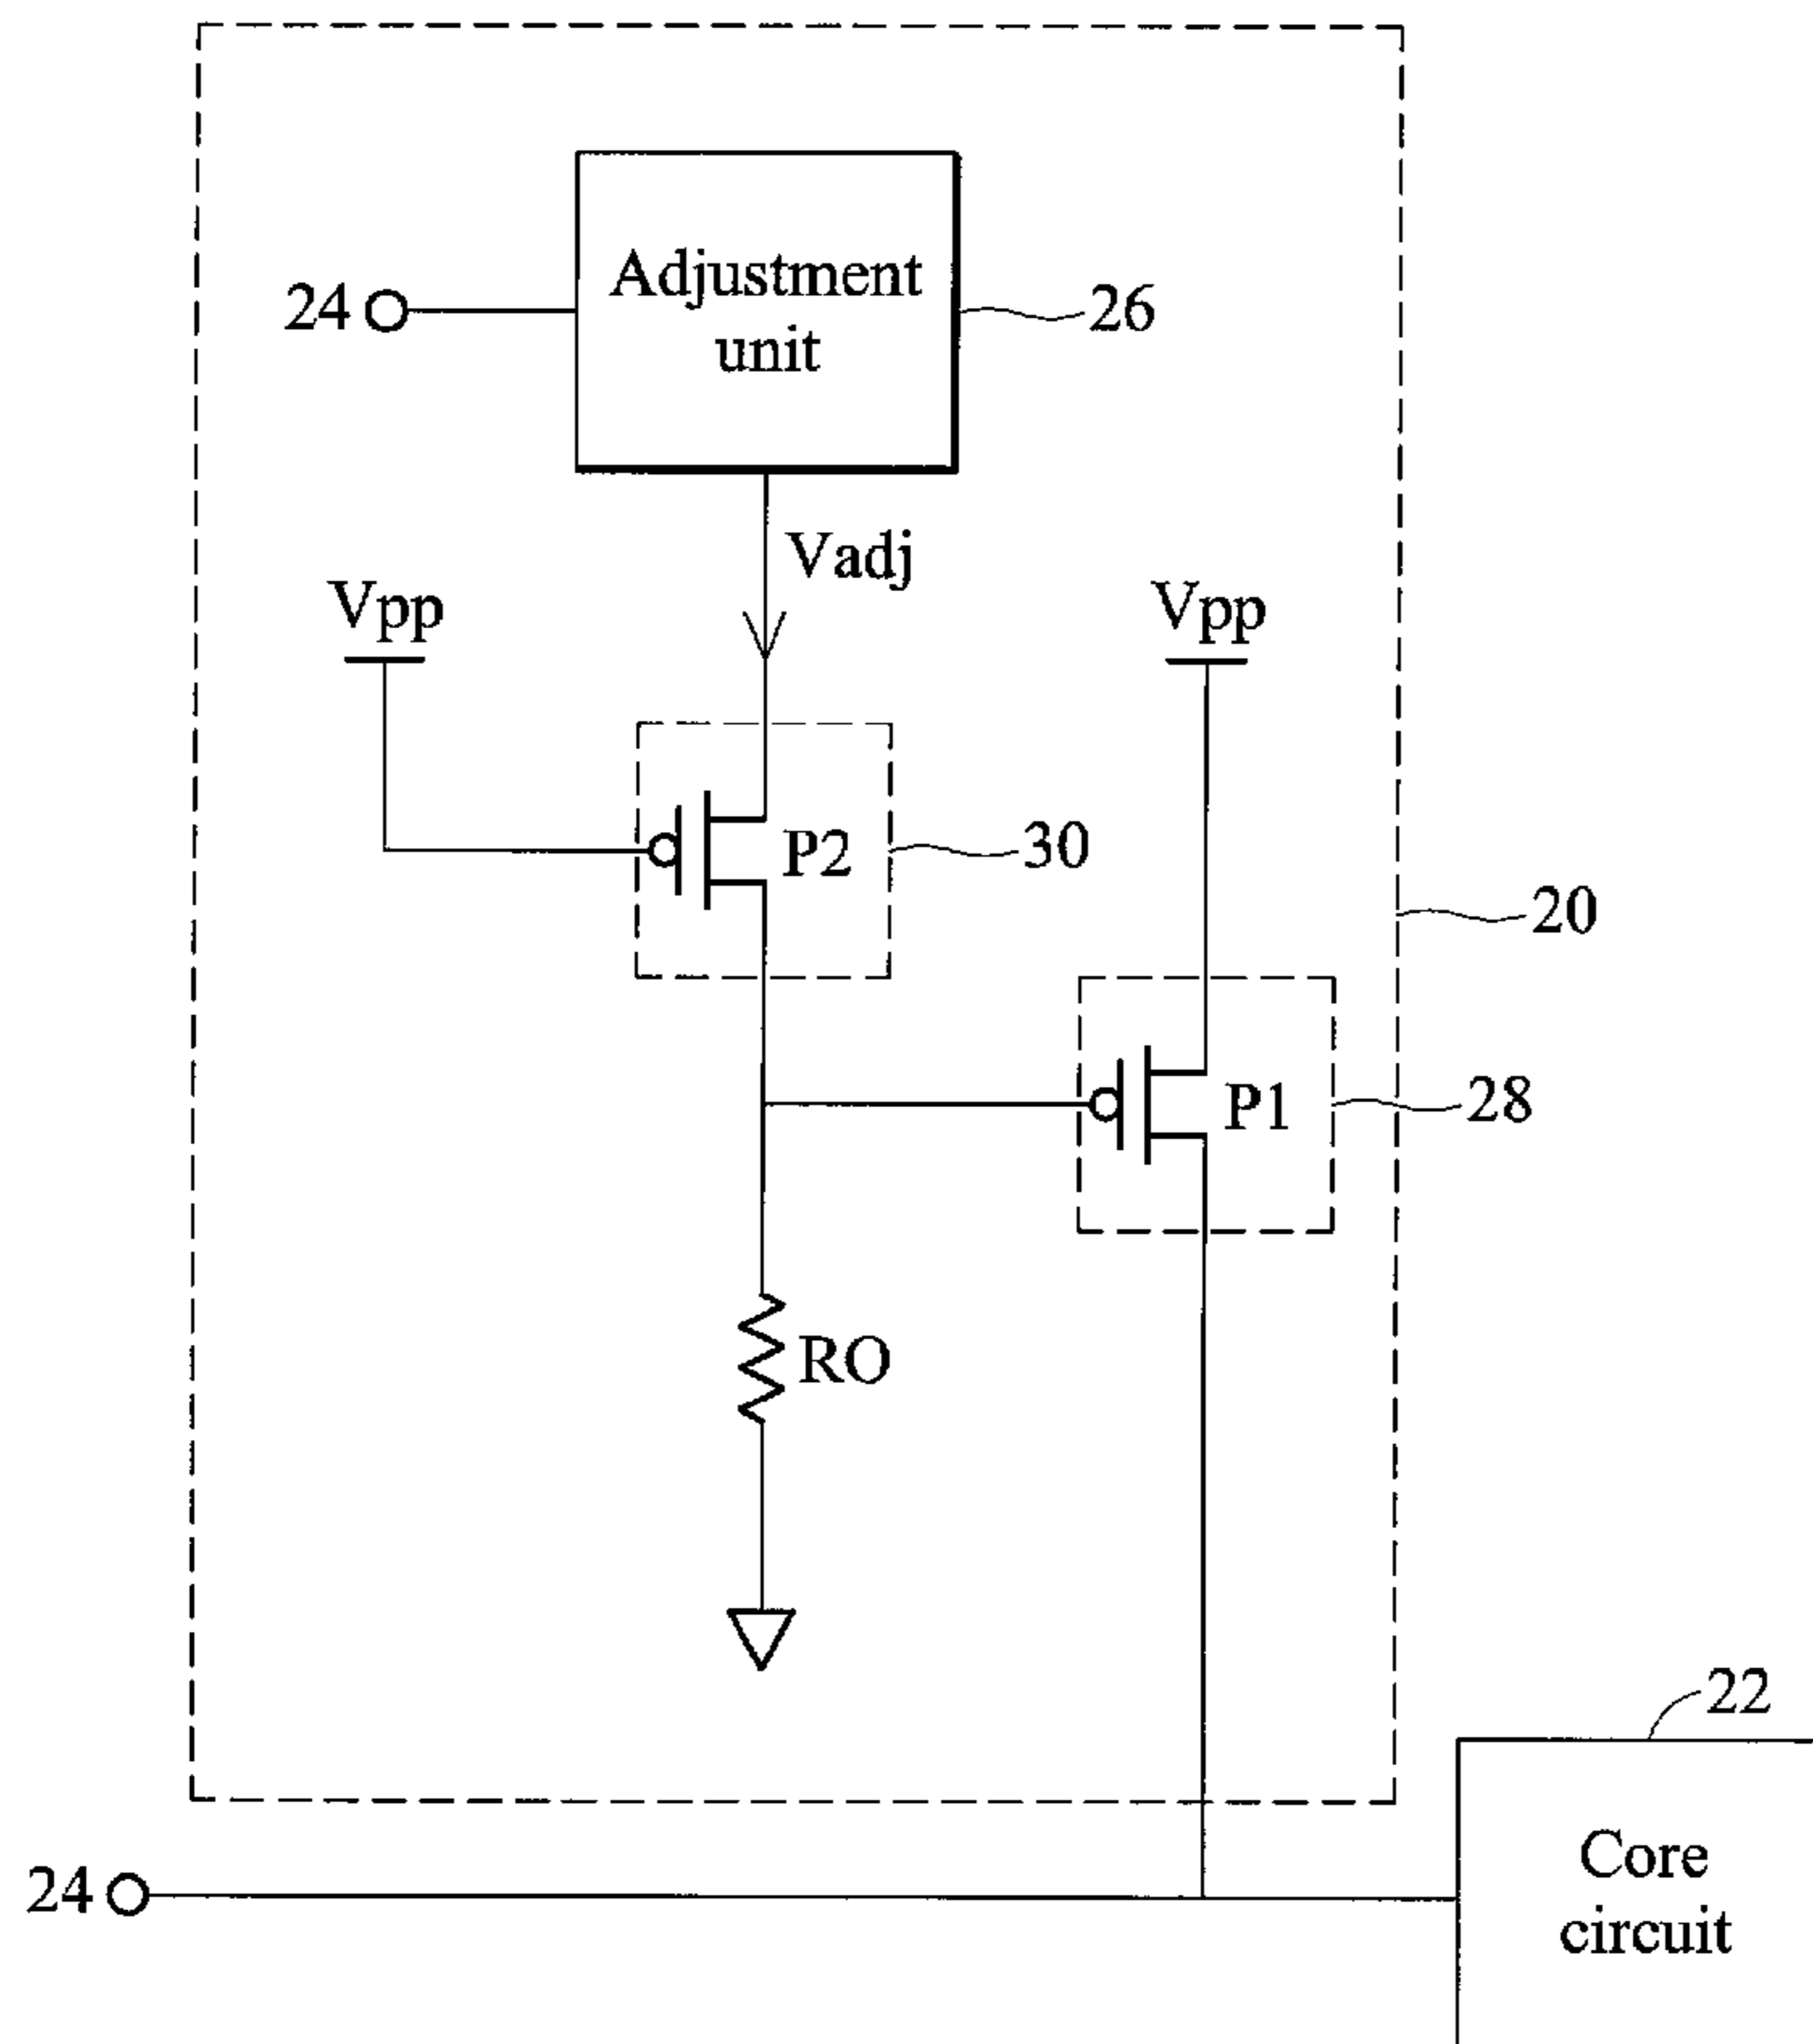 Adjustment
unit
24
26
Vadj
Vpp
Vpp
P2
30
20
P1
28
RO
22
Core
circuit
24